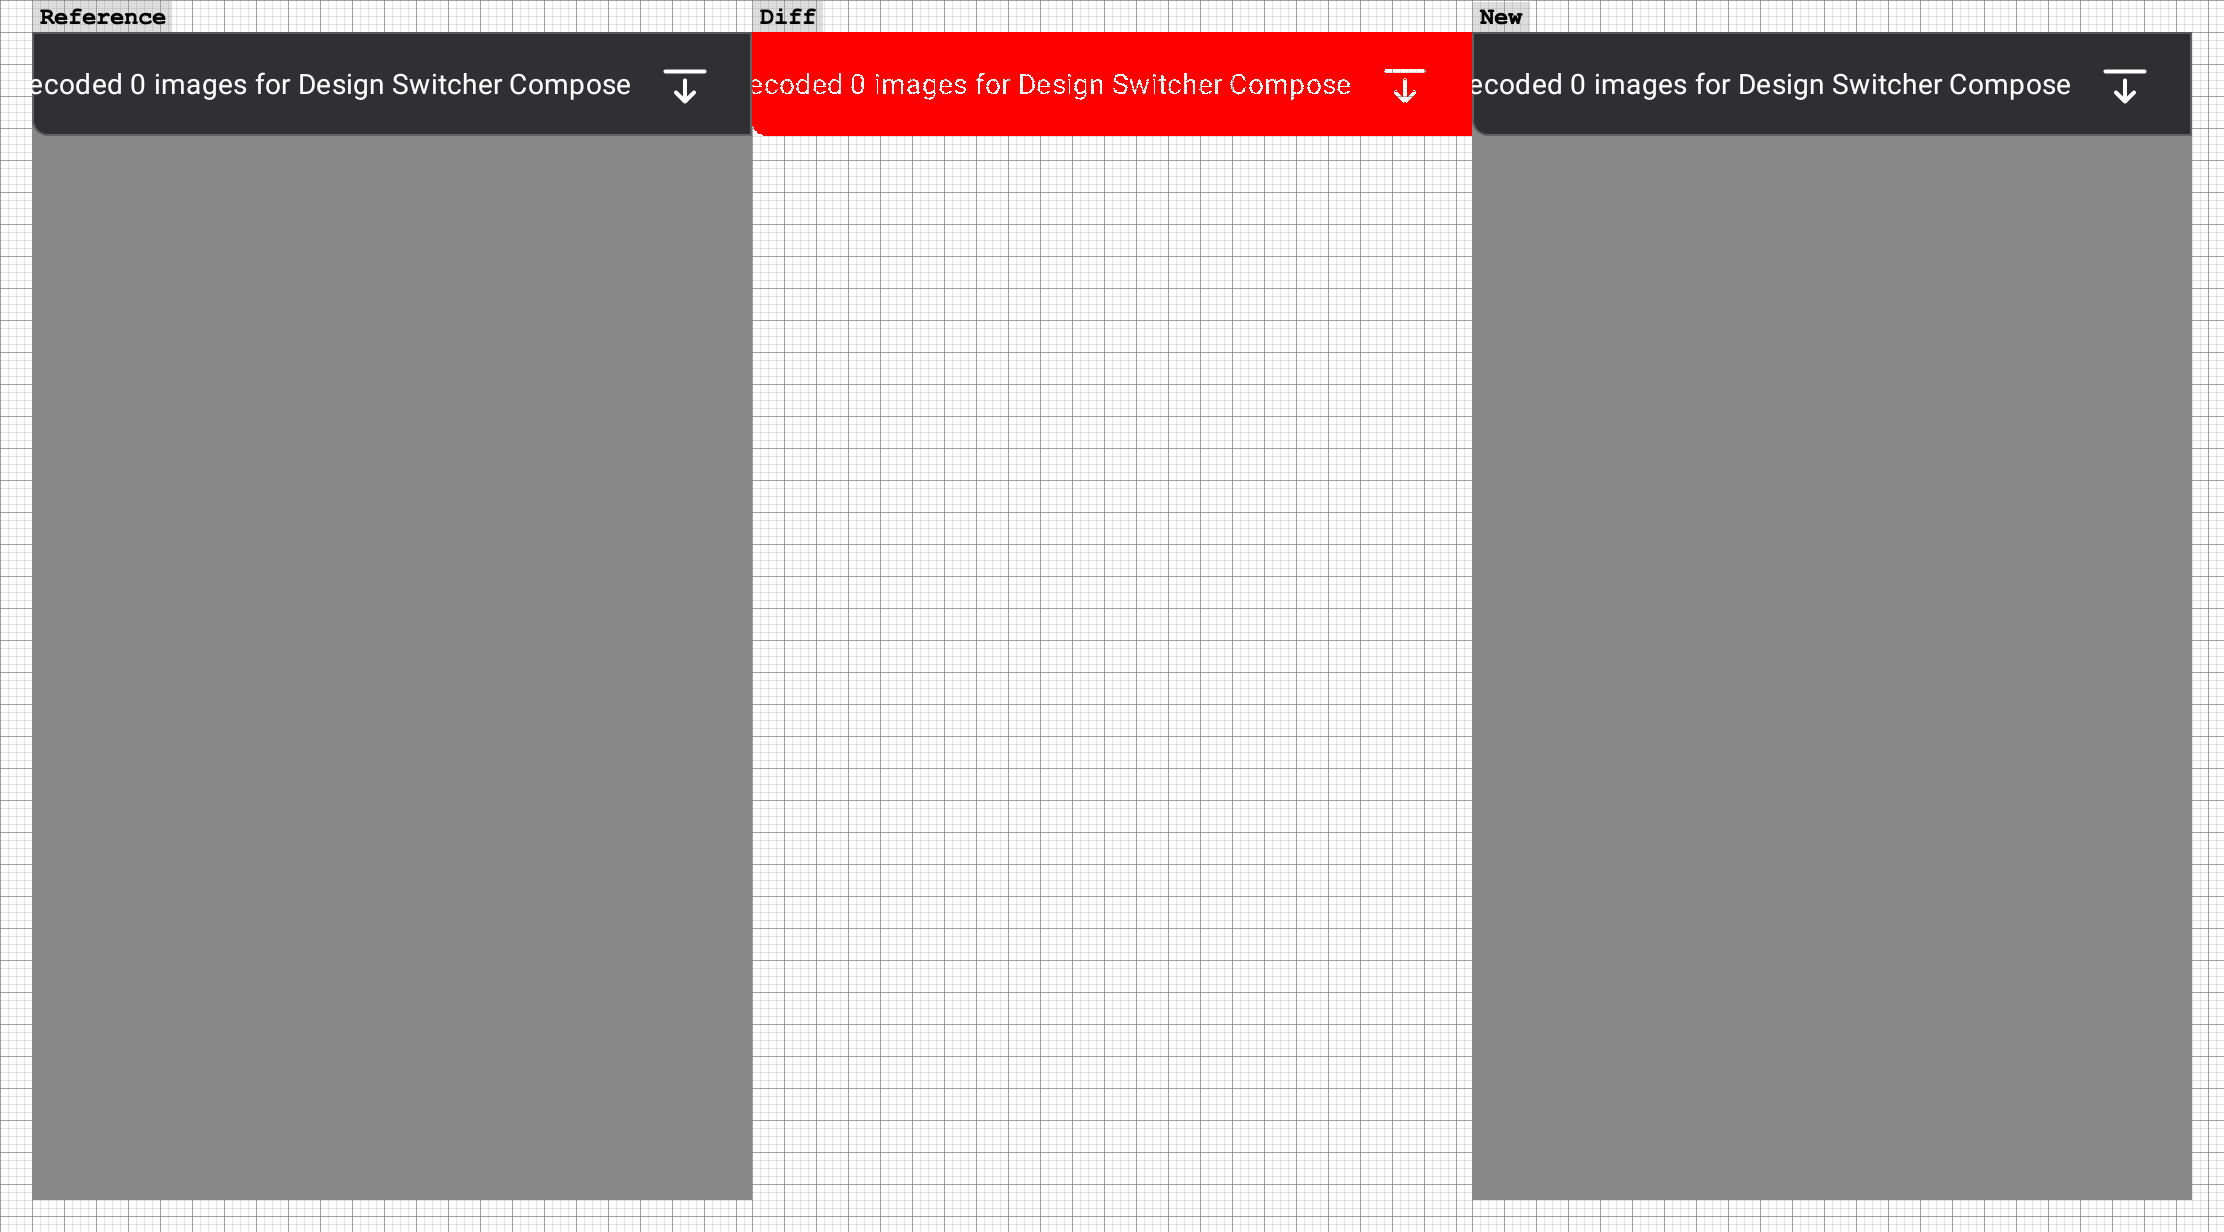 Reference
Diff
New
ecoded 0 images for Design Switcher Compose
ecoded 0 images for Design Switcher Compose
ecoded 0 images for Design Switcher Compose